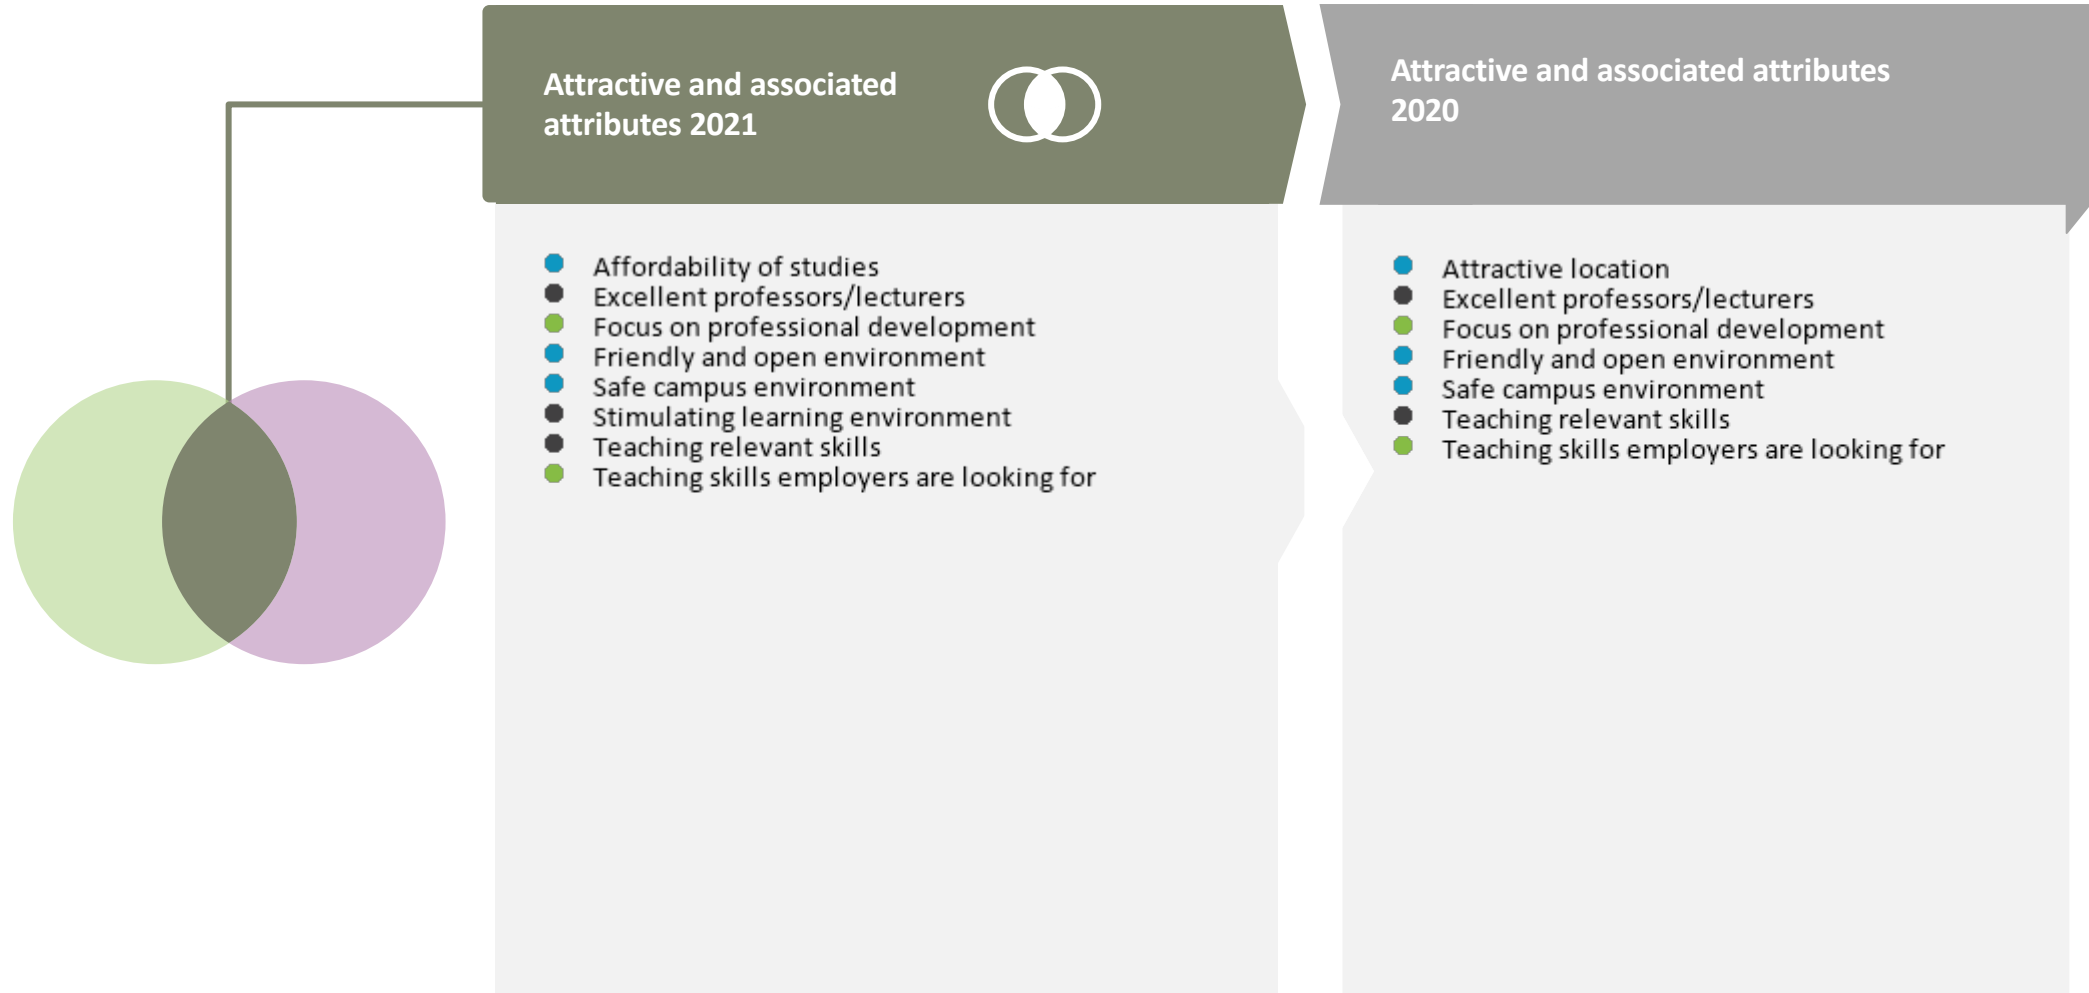 Attractive and associated
attributes 2021
Affordability of studies
Excellent professors/lecturers
Focus on professional development
Friendly and open environment
Safe campus environment
Stimulating learning environment
Teaching relevant skills
Teaching skills employers are looking for
Attractive and associated attributes
2020
Attractive location
Excellent professors/lecturers
Focus on professional development
Friendly and open environment
Safe campus environment
Teaching relevant skills
Teaching skills employers are looking for